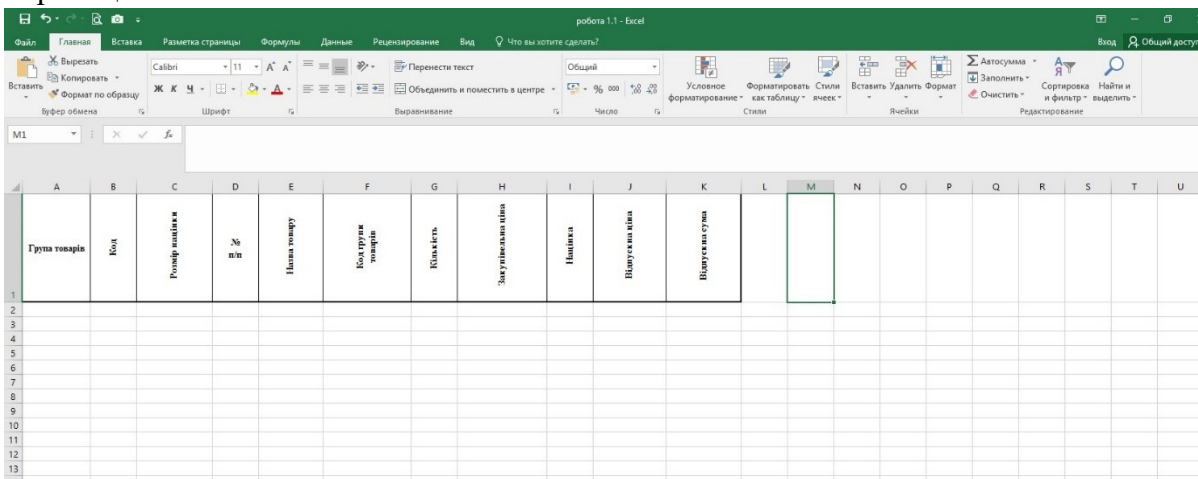 робота 1.1 - Excel
Файл Главная Вставка Разметка страницы Формулы Данные Рецензирование Вид Что вы хотите сделать? Вход Общий доступ
Вставить
Вырезать
Копировать
Формат по образцу
Буфер обмена
Calibri 11
Ж К Ч
Шрифт
Перенести текст
Объединить и поместить в центре
Выравнивание
Общий
% 000
Число
Условное форматирование
Форматировать как таблицу
Стили ячеек
Стили
Вставить Удалить Формат
Ячейки
Автосумма
Заполнить
Очистить
Сортировка и фильтр
Найти и выделить
Редактирование
M1 fx
A B C D E F G H I J K L M N O P Q R S T U
1
Група товарів
Код
Розмір націнки
№
п/п
Назва товару
Код групи
товарів
Кількість
Закупівельна ціна
Націнка
Відпускна ціна
Відпускна сума
2
3
4
5
6
7
8
9
10
11
12
13